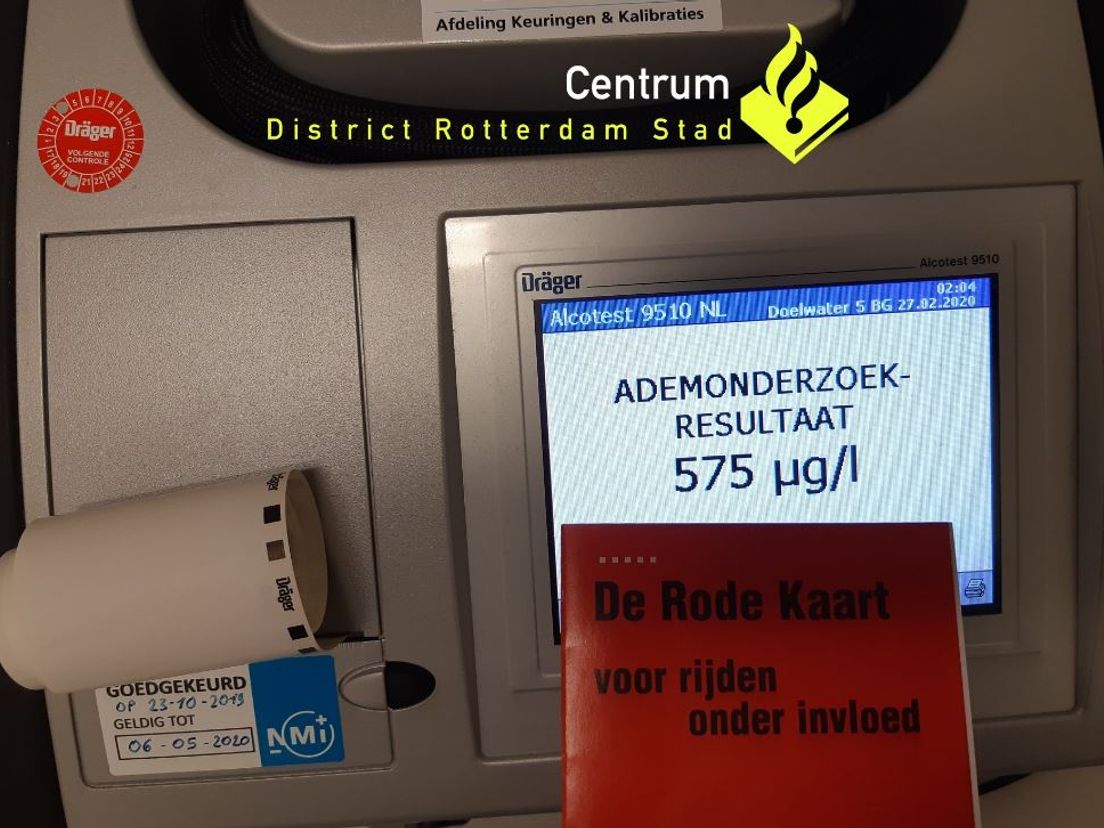 Afdeling Keuringen & Kalibraties
Centrum
District Rotterdam Stad
Dräger
VOLGENDE
CONTROLE
Dräger
Alcotest 9510
Alcotest 9510 NL
02:04
Doelwater 5 BG 27.02.2020
ADEMONDERZOEK-
RESULTAAT
575 µg/l
Dräger
Dräger
De Rode Kaart
voor rijden
onder invloed
GOEDGEKEURD
OP 23-10-2019
GELDIG TOT
06-05-2020
NMi